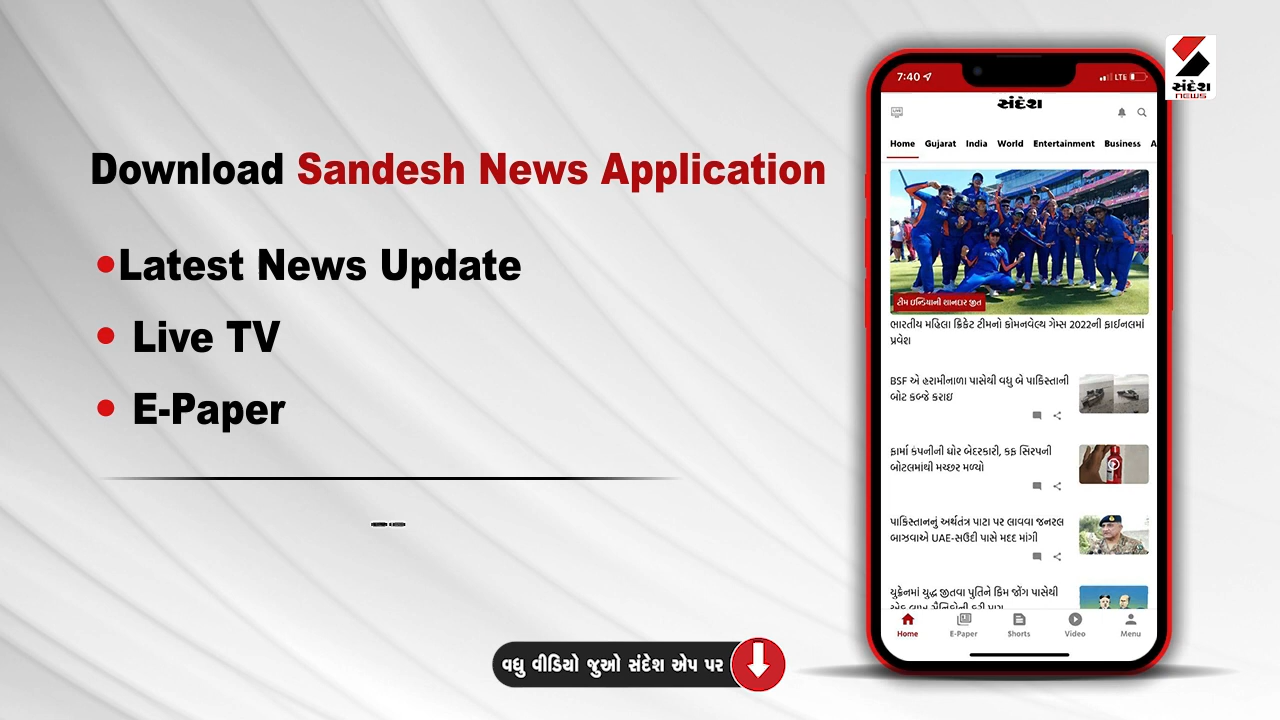 સંદેશ
NEWS
Download Sandesh News Application
•Latest News Update
• Live TV
• E-Paper
વધુ વીડિયો જુઓ સંદેશ એપ પર
7:40
LTE
LIVE
સંદેશ
Home Gujarat India World Entertainment Business A
ટીમ ઇન્ડિયાની શાનદાર જીત
ભારતીય મહિલા ક્રિકેટ ટીમનો કોમનવેલ્થ ગેમ્સ 2022ની ફાઈનલમાં
પ્રવેશ
BSF એ હરામીનાળા પાસેથી વધુ બે પાકિસ્તાની
બોટ કબ્જે કરાઇ
ફાર્મા કંપનીની ઘોર બેદરકારી, કફ સિરપની
બોટલમાંથી મચ્છર મળ્યો
પાકિસ્તાનનું અર્થતંત્ર પાટા પર લાવવા જનરલ
બાઝવાએ UAE-સઉદી પાસે મદદ માંગી
યુક્રેનમાં યુદ્ધ જીતવા પુતિને કિમ જોંગ પાસેથી
Home E-Paper Shorts Video Menu